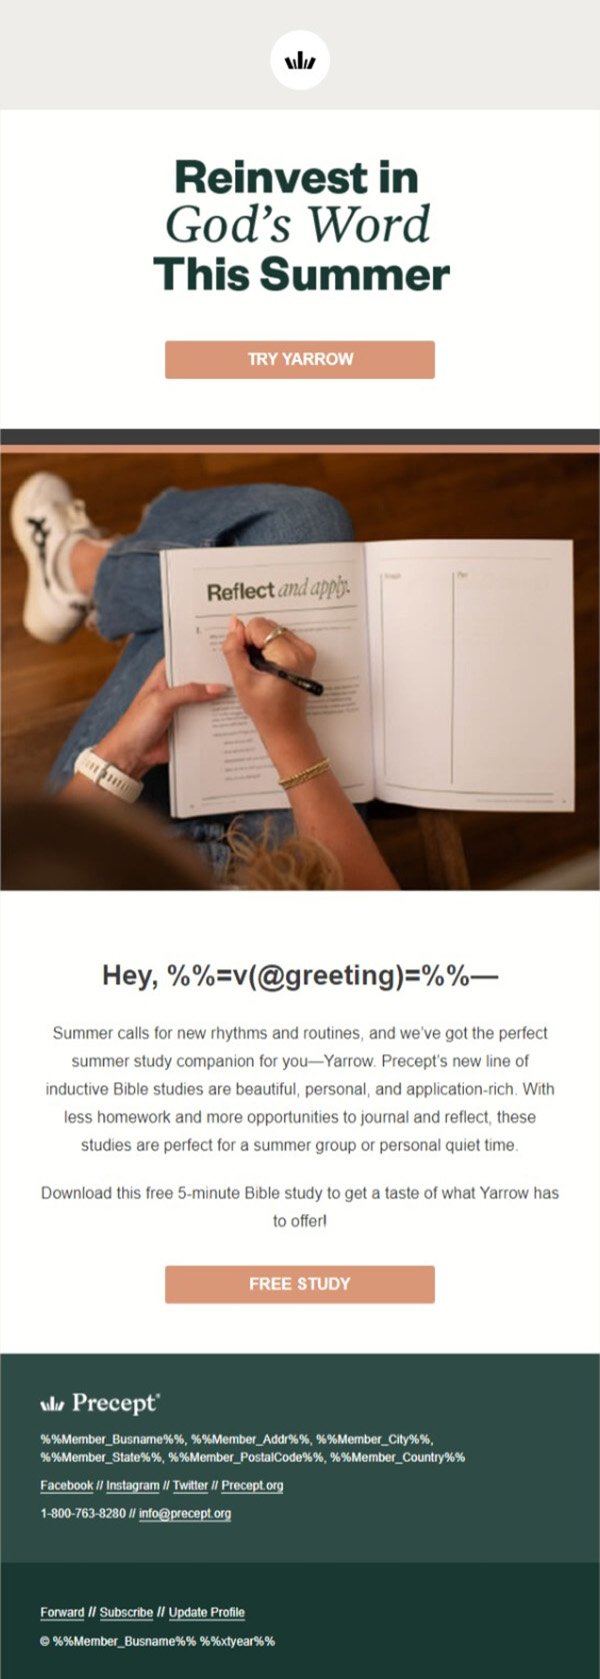 Reinvest in
God's Word
This Summer
TRY YARROW
Reflect and apply.
1.
Hey, %%=v(@greeting)=%%—
Summer calls for new rhythms and routines, and we've got the perfect
summer study companion for you—Yarrow. Precept's new line of
inductive Bible studies are beautiful, personal, and application-rich. With
less homework and more opportunities to journal and reflect, these
studies are perfect for a summer group or personal quiet time.
Download this free 5-minute Bible study to get a taste of what Yarrow has
to offer!
FREE STUDY
Precept®
%%Member_Busname%%, %%Member_Addr%%, %%Member_City%%,
%%Member_State%%, %%Member_PostalCode%%, %%Member_Country%%
Facebook // Instagram // Twitter // Precept.org
1-800-763-8280 // info@precept.org
Forward // Subscribe // Update Profile
© %%Member_Busname%% %%xtyear%%